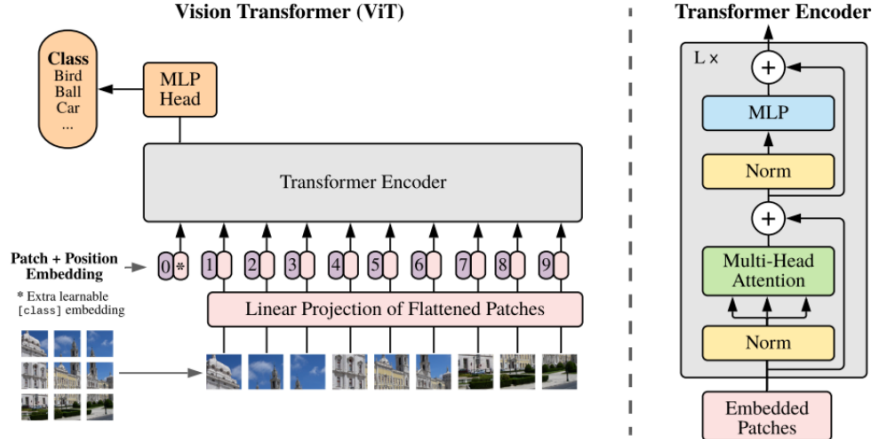 Vision Transformer (ViT)
Class
Bird
Ball
Car
...
MLP
Head
Transformer Encoder
Patch + Position
Embedding
0 * 1 2 3 4 5 6 7 8 9
* Extra learnable
[class] embedding
Linear Projection of Flattened Patches
Transformer Encoder
L ×
+
MLP
Norm
+
Multi-Head
Attention
Norm
Embedded
Patches